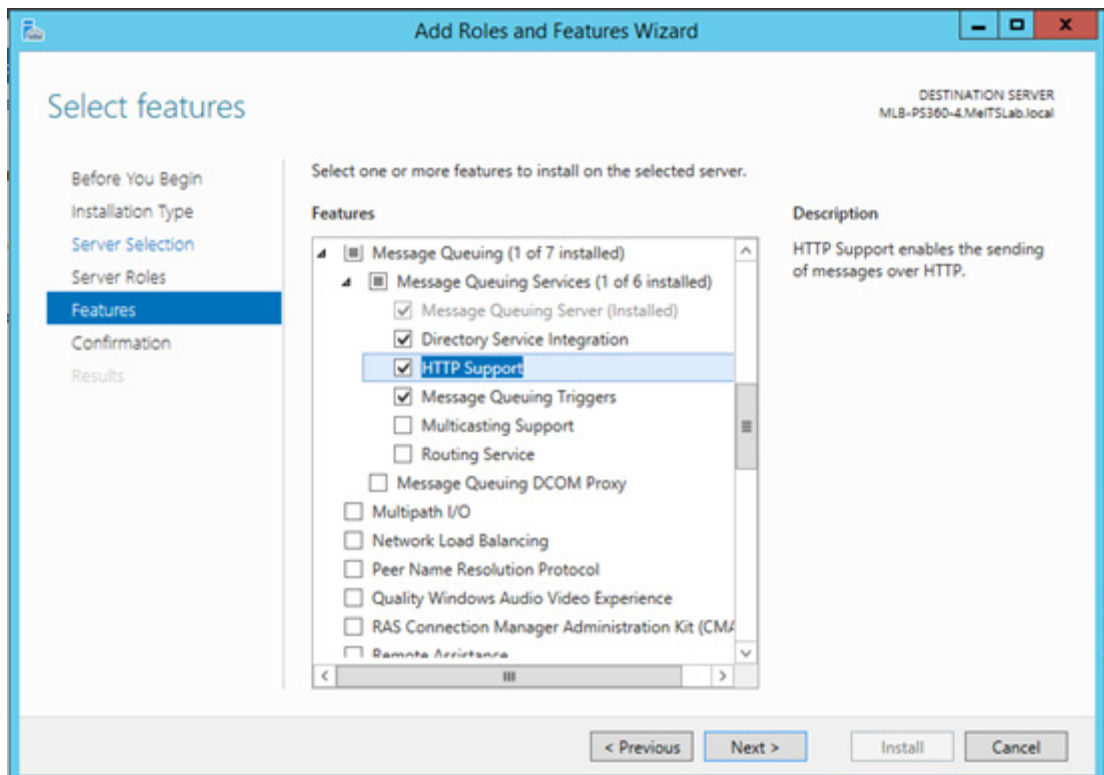 Add Roles and Features Wizard
Select features
DESTINATION SERVER
MLB-PS360-4.MelTSLab.local
Before You Begin
Installation Type
Server Selection
Server Roles
Features
Confirmation
Results
Select one or more features to install on the selected server.
Features
Message Queuing (1 of 7 installed)
Message Queuing Services (1 of 6 installed)
Message Queuing Server (Installed)
Directory Service Integration
HTTP Support
Message Queuing Triggers
Multicasting Support
Routing Service
Message Queuing DCOM Proxy
Multipath I/O
Network Load Balancing
Peer Name Resolution Protocol
Quality Windows Audio Video Experience
RAS Connection Manager Administration Kit (CMA
Remote Assistance
Description
HTTP Support enables the sending
of messages over HTTP.
< Previous
Next >
Install
Cancel